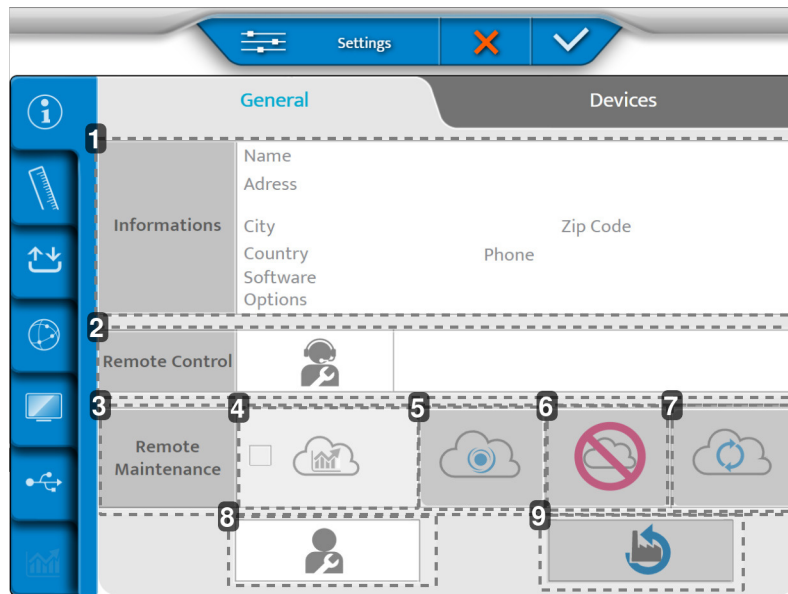 Settings
General
Devices
1
Name
Adress
Informations
City
Zip Code
Country
Phone
Software
Options
2
Remote Control
3
4
5
6
7
Remote
Maintenance
8
9